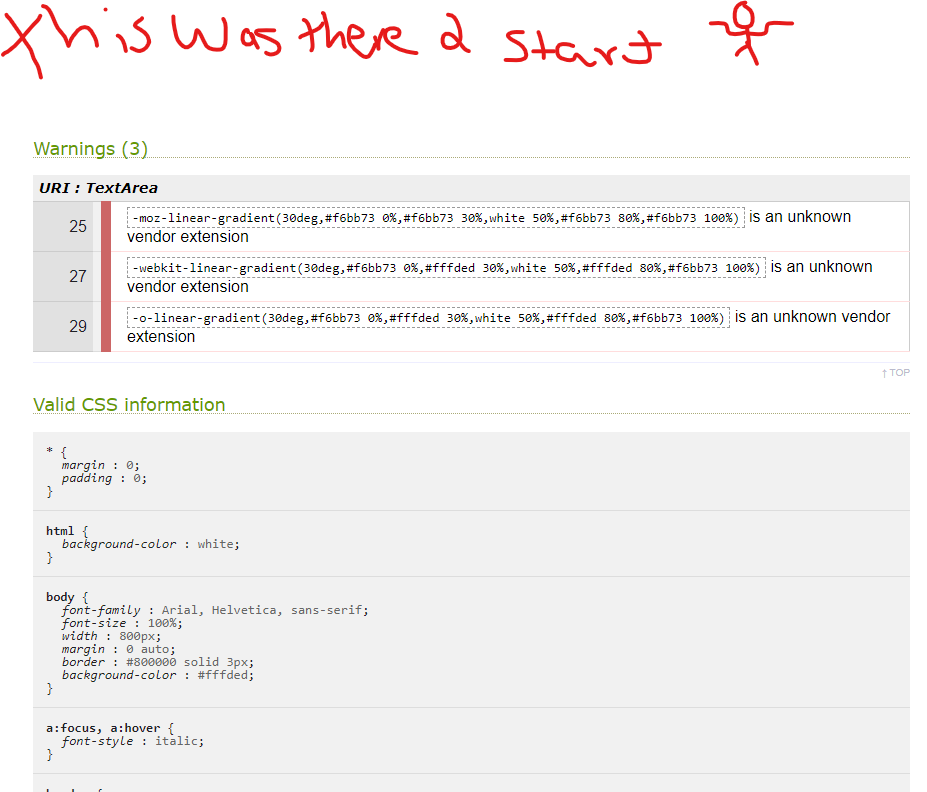 This was there 2 start
Warnings (3)
URI : TextArea
25 -moz-linear-gradient(30deg,#f6bb73 0%,#f6bb73 30%,white 50%,#f6bb73 80%,#f6bb73 100%) is an unknown
vendor extension
27 -webkit-linear-gradient(30deg,#f6bb73 0%,#fffded 30%,white 50%,#fffded 80%,#f6bb73 100%) is an unknown
vendor extension
29 -o-linear-gradient(30deg,#f6bb73 0%,#fffded 30%,white 50%,#fffded 80%,#f6bb73 100%) is an unknown vendor
extension
↑ TOP
Valid CSS information
* {
margin : 0;
padding : 0;
}
html {
background-color : white;
}
body {
font-family : Arial, Helvetica, sans-serif;
font-size : 100%;
width : 800px;
margin : 0 auto;
border : #800000 solid 3px;
background-color : #fffded;
}
a:focus, a:hover {
font-style : italic;
}